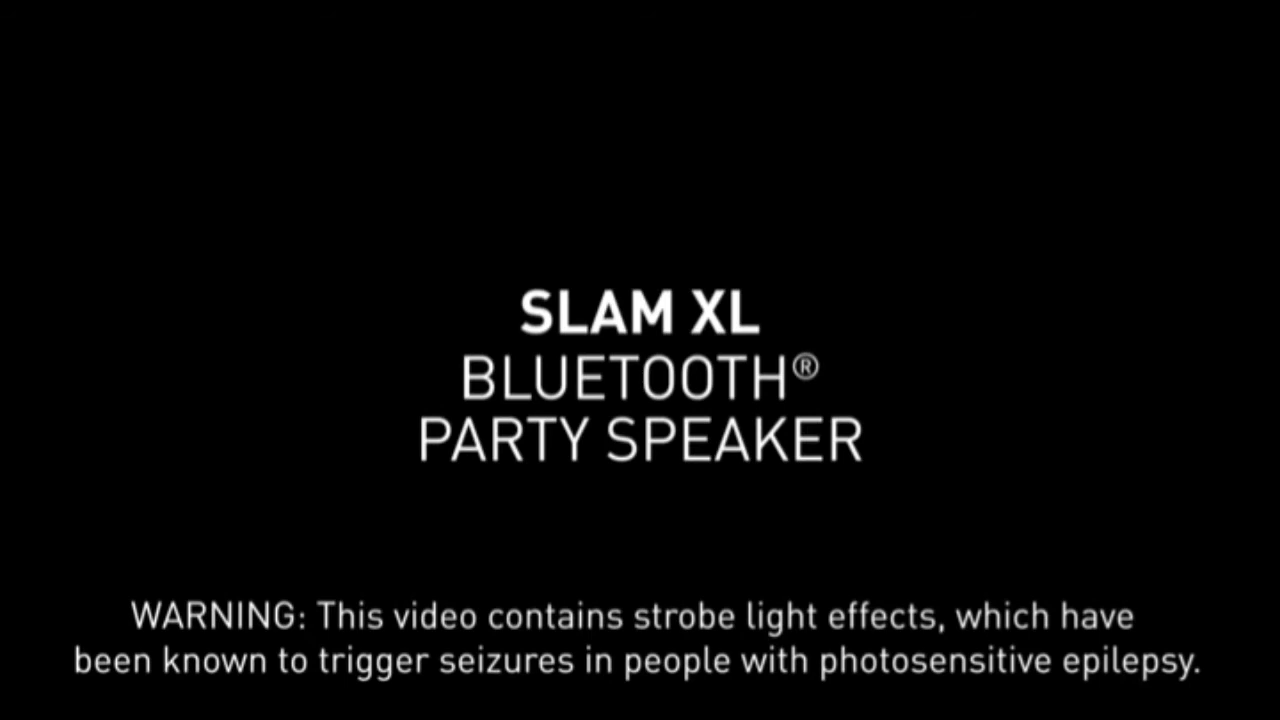 SLAM XL
BLUETOOTH®
PARTY SPEAKER
WARNING: This video contains strobe light effects, which have
been known to trigger seizures in people with photosensitive epilepsy.